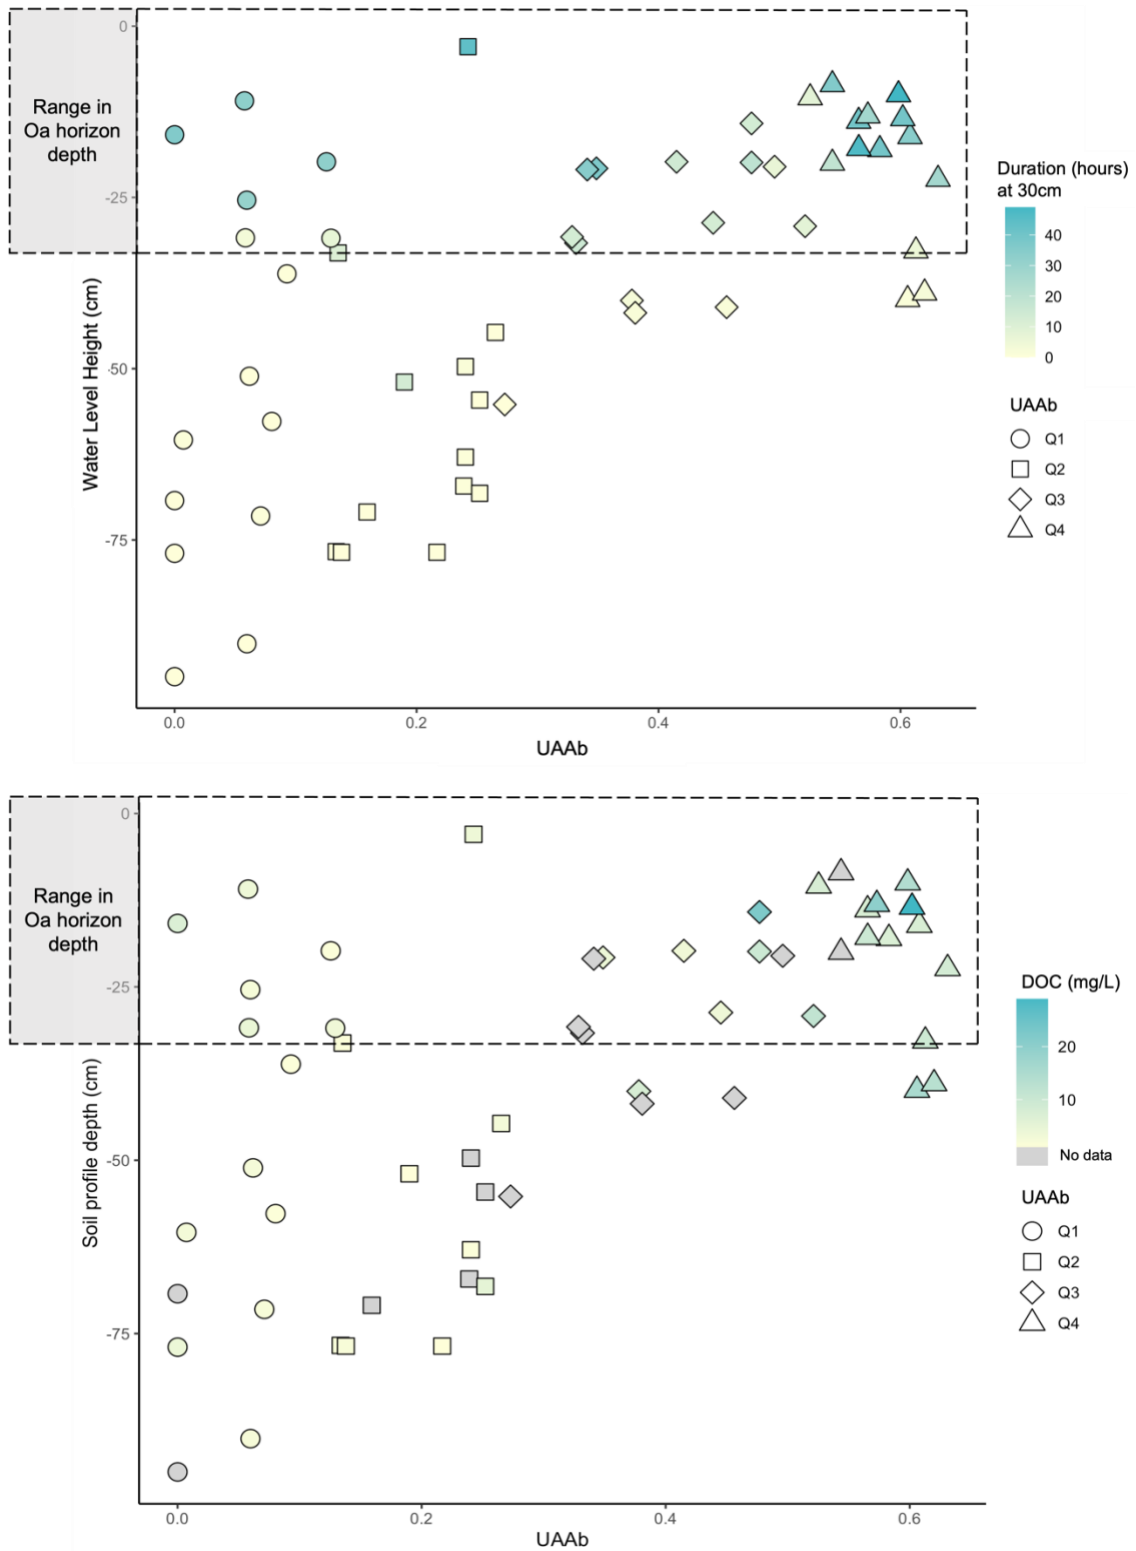 0
Range in
Oa horizon
depth
-25
-50
-75
Water Level Height (cm)
0.0
0.2
0.4
0.6
UAAb
Duration (hours)
at 30cm
40
30
20
10
0
UAAb
Q1
Q2
Q3
Q4
0
Range in
Oa horizon
depth
-25
-50
-75
Soil profile depth (cm)
0.0
0.2
0.4
0.6
UAAb
DOC (mg/L)
20
10
No data
UAAb
Q1
Q2
Q3
Q4